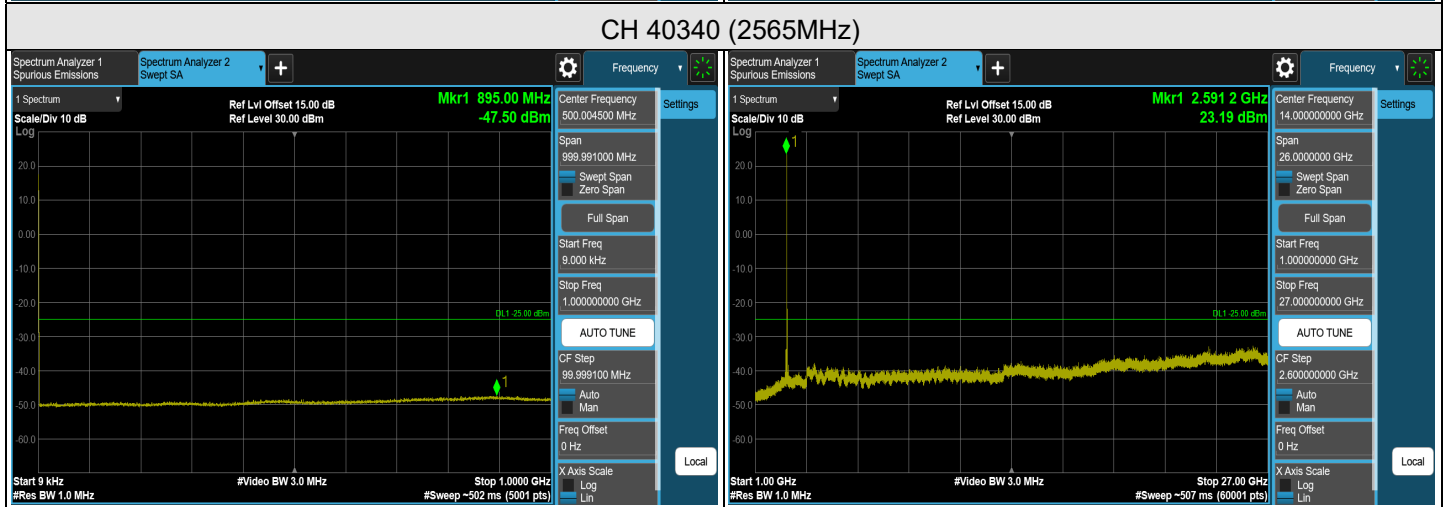 CH 40340 (2565MHz)
Spectrum Analyzer 1
Spurious Emissions
Spectrum Analyzer 2
Swept SA
+
Frequency
1 Spectrum
Scale/Div 10 dB
Ref Lvl Offset 15.00 dB
Ref Level 30.00 dBm
Mkr1 895.00 MHz
-47.50 dBm
Log
20.0
10.0
0.00
-10.0
-20.0
-30.0
-40.0
-50.0
-60.0
DL1 -25.00 dBm
1
Start 9 kHz
#Res BW 1.0 MHz
#Video BW 3.0 MHz
Stop 1.0000 GHz
#Sweep ~502 ms (5001 pts)
Center Frequency
500.004500 MHz
Settings
Span
999.991000 MHz
Swept Span
Zero Span
Full Span
Start Freq
9.000 kHz
Stop Freq
1.000000000 GHz
AUTO TUNE
CF Step
99.999100 MHz
Auto
Man
Freq Offset
0 Hz
X Axis Scale
Log
Lin
Local
Spectrum Analyzer 1
Spurious Emissions
Spectrum Analyzer 2
Swept SA
+
Frequency
1 Spectrum
Scale/Div 10 dB
Ref Lvl Offset 15.00 dB
Ref Level 30.00 dBm
Mkr1 2.591 2 GHz
23.19 dBm
Log
1
20.0
10.0
0.00
-10.0
-20.0
-30.0
-40.0
-50.0
-60.0
DL1 -25.00 dBm
Start 1.00 GHz
#Res BW 1.0 MHz
#Video BW 3.0 MHz
Stop 27.00 GHz
#Sweep ~507 ms (60001 pts)
Center Frequency
14.000000000 GHz
Settings
Span
26.0000000 GHz
Swept Span
Zero Span
Full Span
Start Freq
1.000000000 GHz
Stop Freq
27.000000000 GHz
AUTO TUNE
CF Step
2.600000000 GHz
Auto
Man
Freq Offset
0 Hz
X Axis Scale
Log
Lin
Local